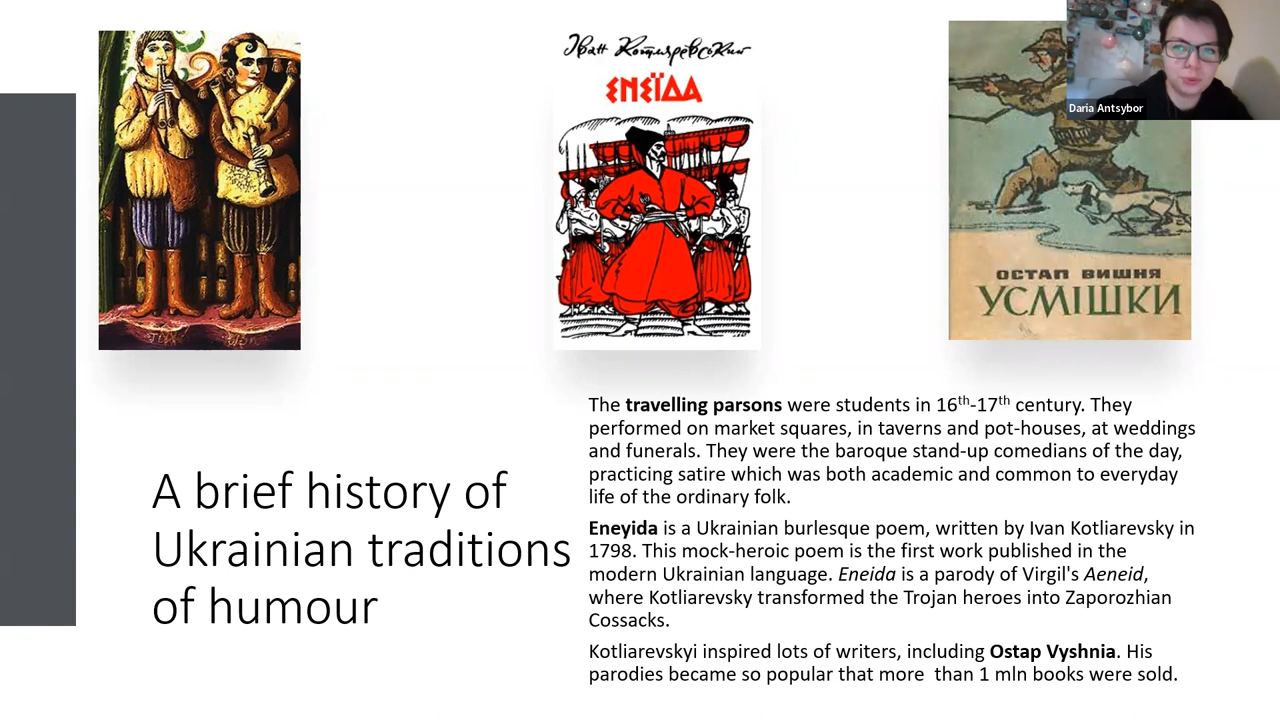 Іван Котляревський
ЕНЕЇДА
Daria Antsybor
ОСТАП ВИШНЯ
УСМІШКИ
A brief history of
Ukrainian traditions
of humour
The travelling parsons were students in 16th-17th century. They
performed on market squares, in taverns and pot-houses, at weddings
and funerals. They were the baroque stand-up comedians of the day,
practicing satire which was both academic and common to everyday
life of the ordinary folk.
Eneyida is a Ukrainian burlesque poem, written by Ivan Kotliarevsky in
1798. This mock-heroic poem is the first work published in the
modern Ukrainian language. Eneida is a parody of Virgil's Aeneid,
where Kotliarevsky transformed the Trojan heroes into Zaporozhian
Cossacks.
Kotliarevskyi inspired lots of writers, including Ostap Vyshnia. His
parodies became so popular that more  than 1 mln books were sold.